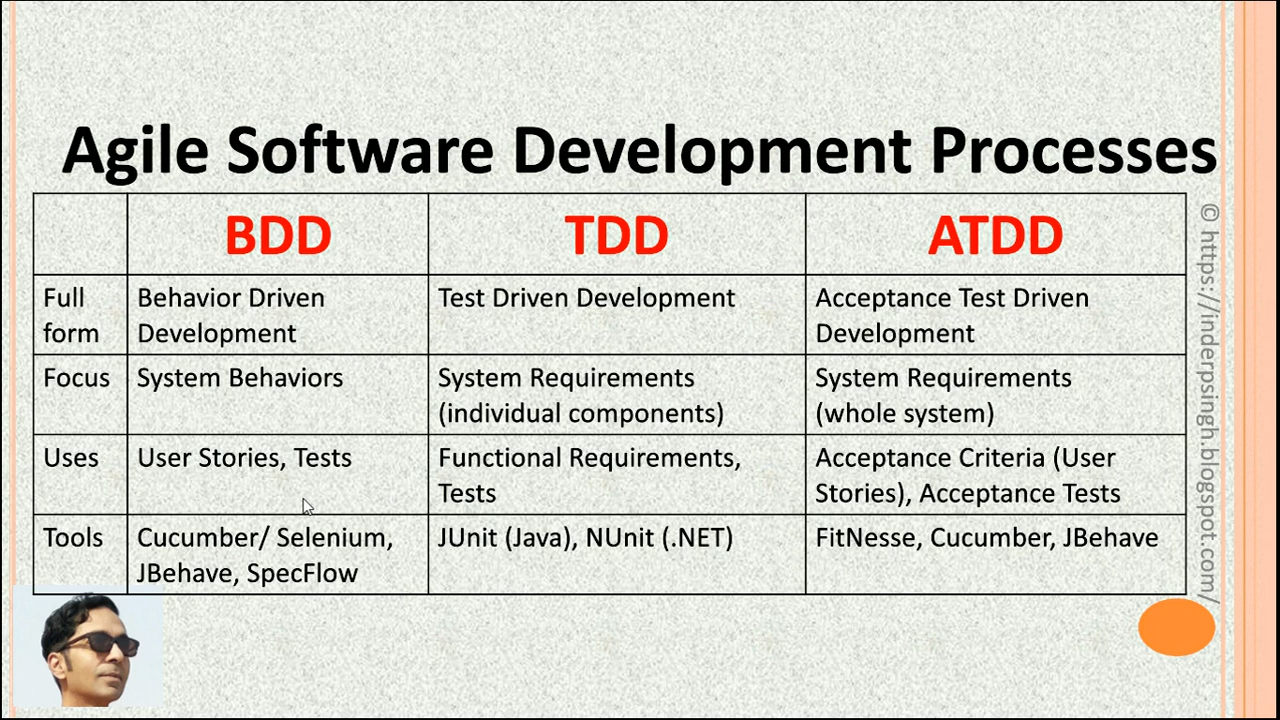 Agile Software Development Processes
BDD TDD ATDD
Full form
Behavior Driven
Development
Test Driven Development
Acceptance Test Driven
Development
Focus
System Behaviors
System Requirements
(individual components)
System Requirements
(whole system)
Uses
User Stories, Tests
Functional Requirements,
Tests
Acceptance Criteria (User
Stories), Acceptance Tests
Tools
Cucumber/ Selenium,
JBehave, SpecFlow
JUnit (Java), NUnit (.NET)
FitNesse, Cucumber, JBehave
© https://inderpsingh.blogspot.com/